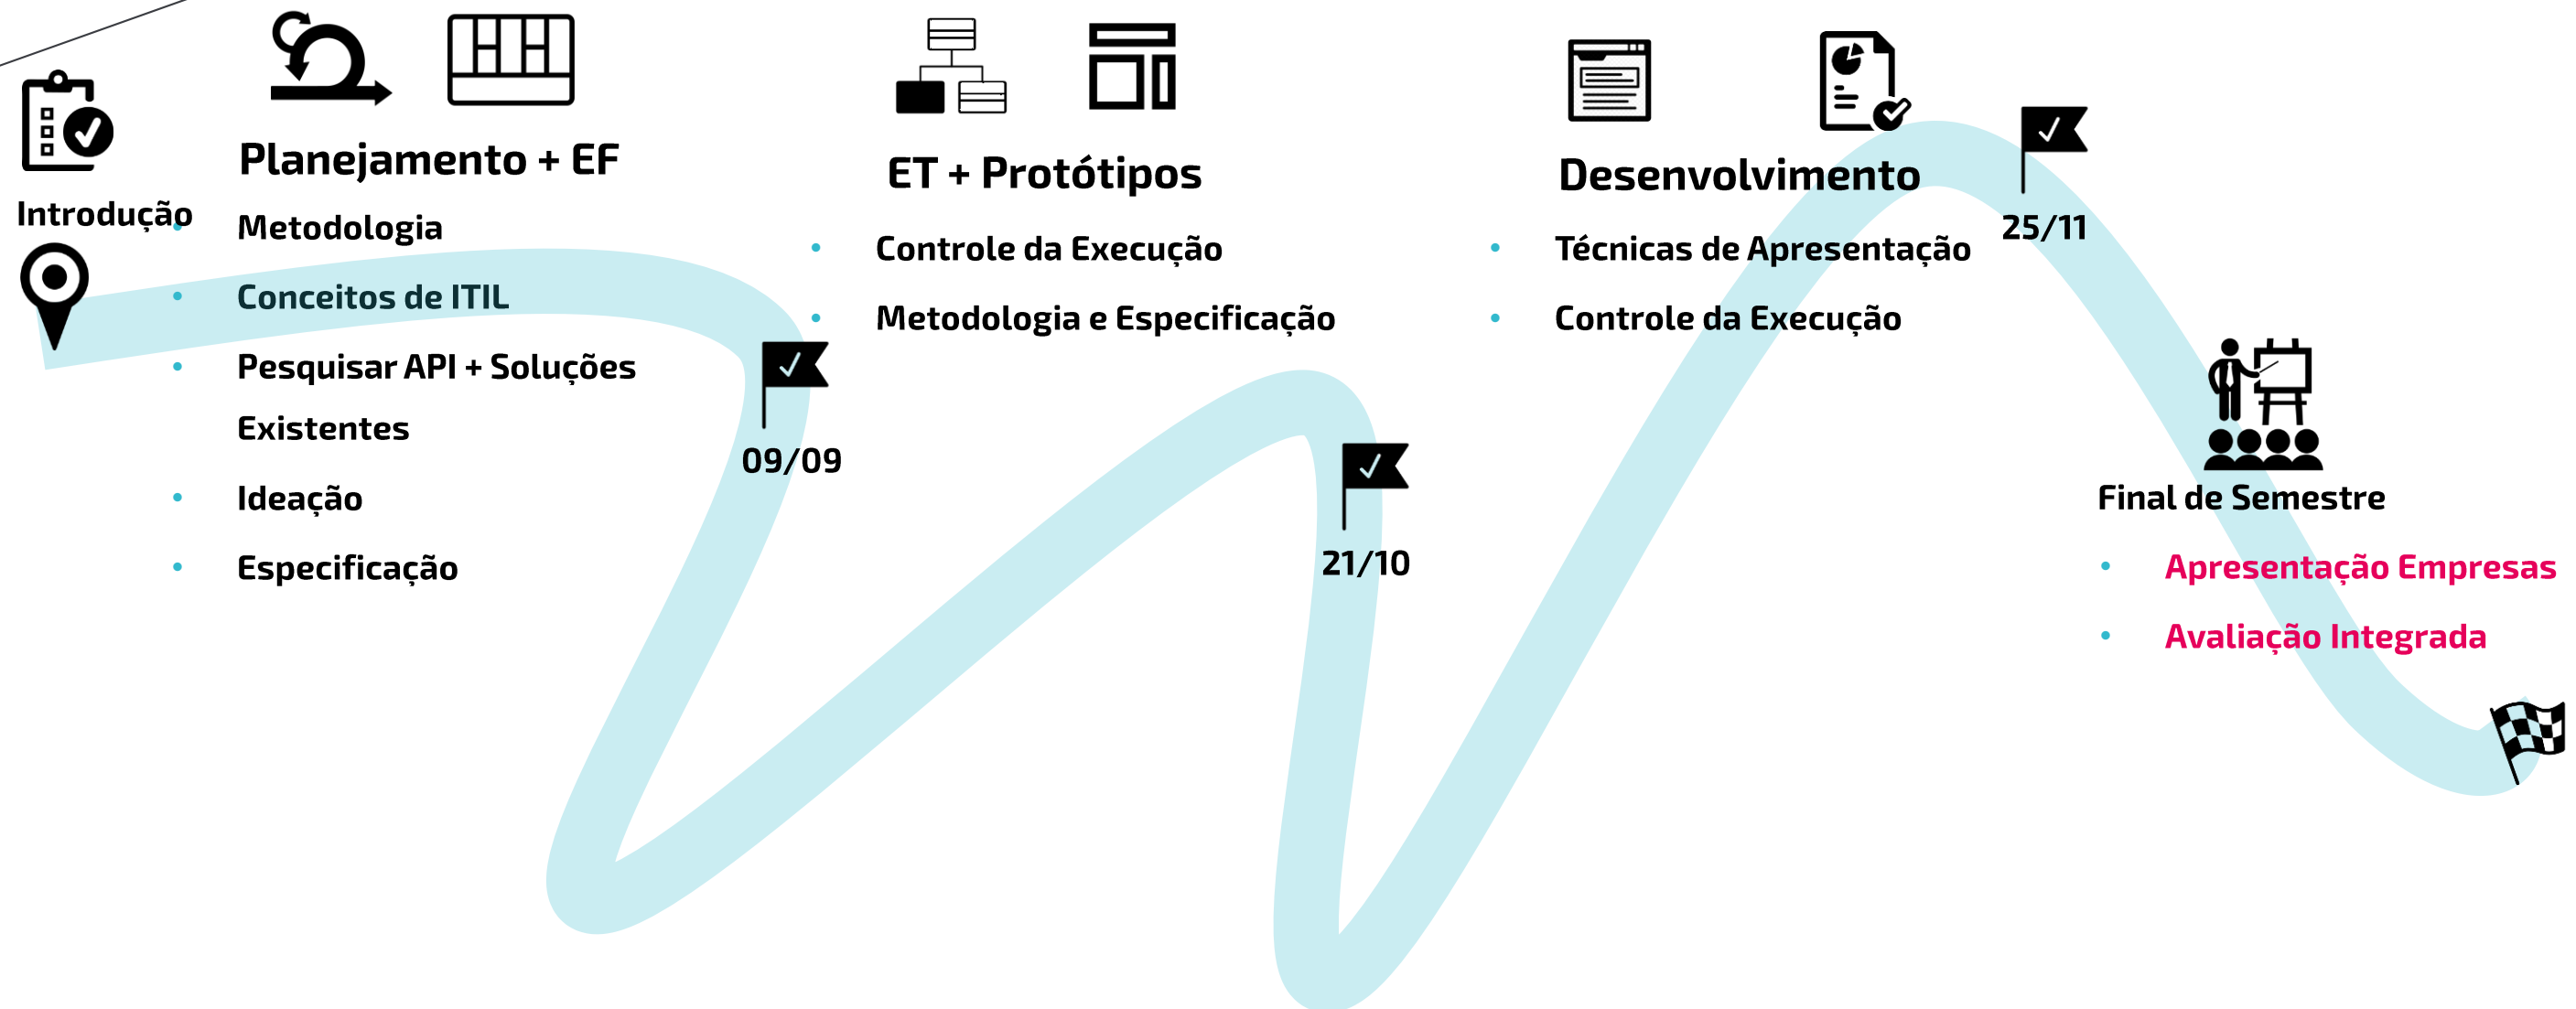 Introdução
Planejamento + EF
Metodologia
Conceitos de ITIL
Pesquisar API + Soluções
Existentes
Ideação
Especificação
09/09
ET + Protótipos
Controle da Execução
Metodologia e Especificação
21/10
Desenvolvimento
Técnicas de Apresentação
Controle da Execução
25/11
Final de Semestre
Apresentação Empresas
Avaliação Integrada